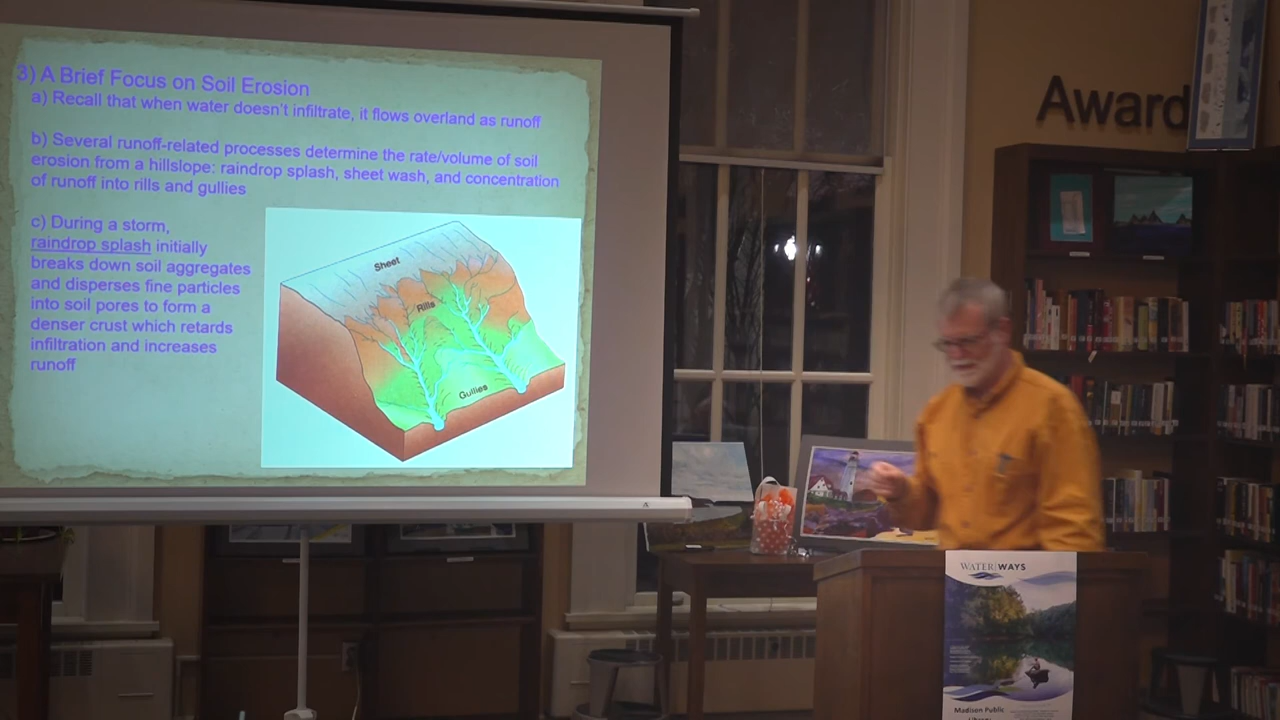 3) A Brief Focus on Soil Erosion
a) Recall that when water doesn't infiltrate, it flows overland as runoff
b) Several runoff-related processes determine the rate/volume of soil
erosion from a hillslope: raindrop splash, sheet wash, and concentration
of runoff into rills and gullies
c) During a storm,
raindrop splash initially
breaks down soil aggregates
and disperses fine particles
into soil pores to form a
denser crust which retards
infiltration and increases
runoff
Sheet
Rills
Gullies
Award
WATER WAYS
Madison Public
Library